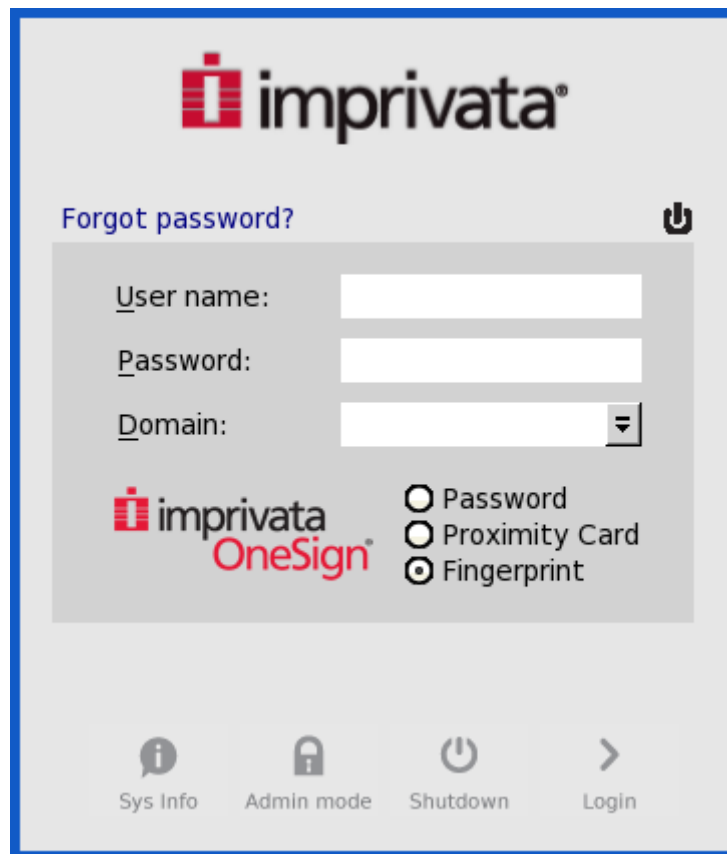 imprivata®
Forgot password?
User name:
Password:
Domain:
imprivata
OneSign®
Password
Proximity Card
Fingerprint
Sys Info Admin mode Shutdown Login